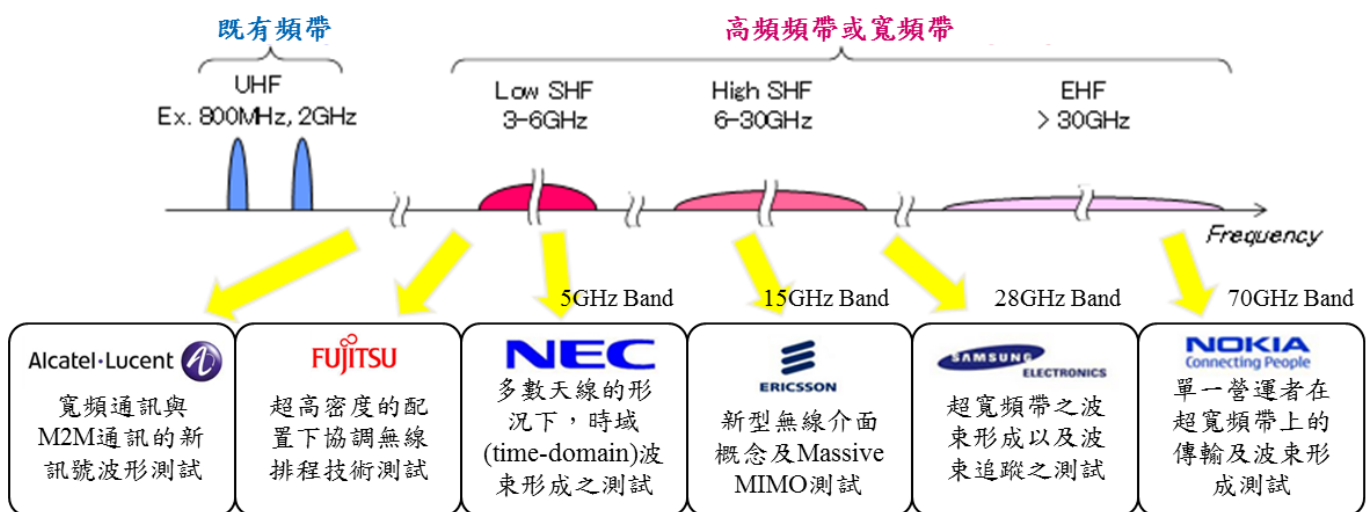 既有頻帶
高頻頻帶或寬頻帶
UHF
Ex. 800MHz, 2GHz
Low SHF
3-6GHz
High SHF
6-30GHz
EHF
> 30GHz
Frequency
5GHz Band
15GHz Band
28GHz Band
70GHz Band
Alcatel·Lucent
寬頻通訊與
M2M通訊的新
訊號波形測試
FUJITSU
超高密度的配
置下協調無線
排程技術測試
NEC
多數天線的形
況下，時域
(time-domain)波
束形成之測試
ERICSSON
新型無線介面
概念及Massive
MIMO測試
SAMSUNG
ELECTRONICS
超寬頻帶之波
束形成以及波
束追蹤之測試
NOKIA
Connecting People
單一營運者在
超寬頻帶上的
傳輸及波束形
成測試